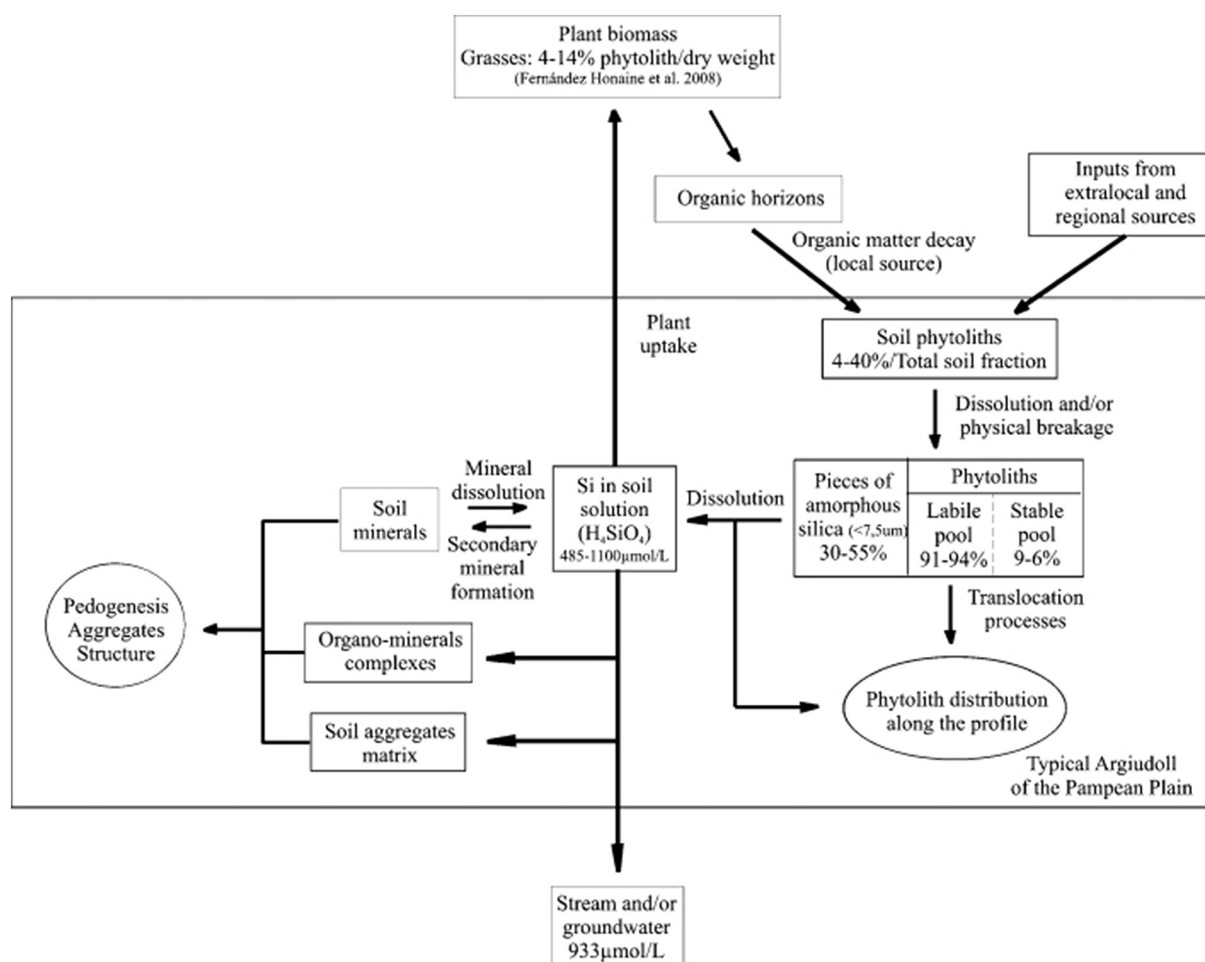 Plant biomass
Grasses: 4-14% phytolith/dry weight
(Fernández Honaine et al. 2008)
Organic horizons
Inputs from
extralocal and
regional sources
Organic matter decay
(local source)
Plant
uptake
Soil phytoliths
4-40%/Total soil fraction
Dissolution and/or
physical breakage
Pieces of
amorphous
silica (<7,5um)
30-55%
Phytoliths
Labile
pool
91-94%
Stable
pool
9-6%
Dissolution
Si in soil
solution
(H₄SiO₄)
485-1100µmol/L
Mineral
dissolution
Secondary
mineral
formation
Soil
minerals
Pedogenesis
Aggregates
Structure
Organo-minerals
complexes
Soil aggregates
matrix
Translocation
processes
Phytolith distribution
along the profile
Typical Argiudoll
of the Pampean Plain
Stream and/or
groundwater
933µmol/L